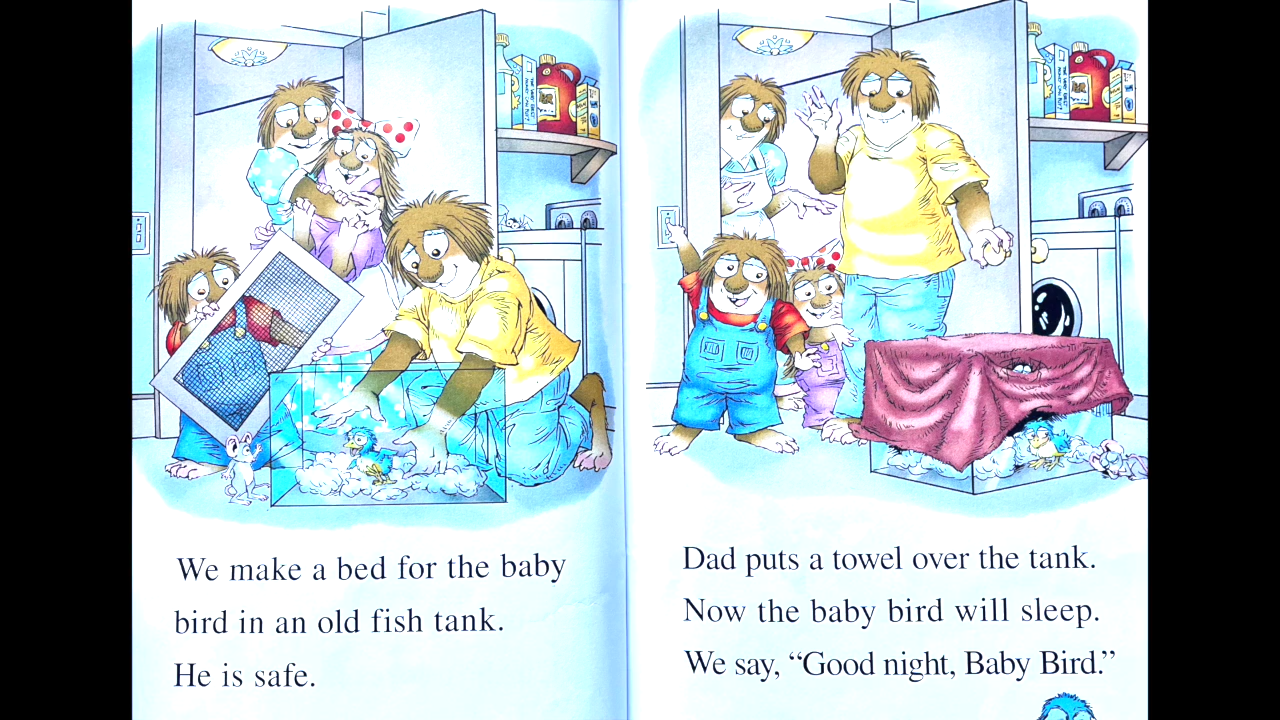 We make a bed for the baby
bird in an old fish tank.
He is safe.
Dad puts a towel over the tank.
Now the baby bird will sleep.
We say, “Good night, Baby Bird.”